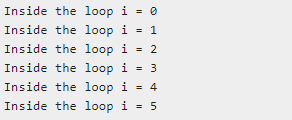 Inside the loop i = 0
Inside the loop i = 1
Inside the loop i = 2
Inside the loop i = 3
Inside the loop i = 4
Inside the loop i = 5